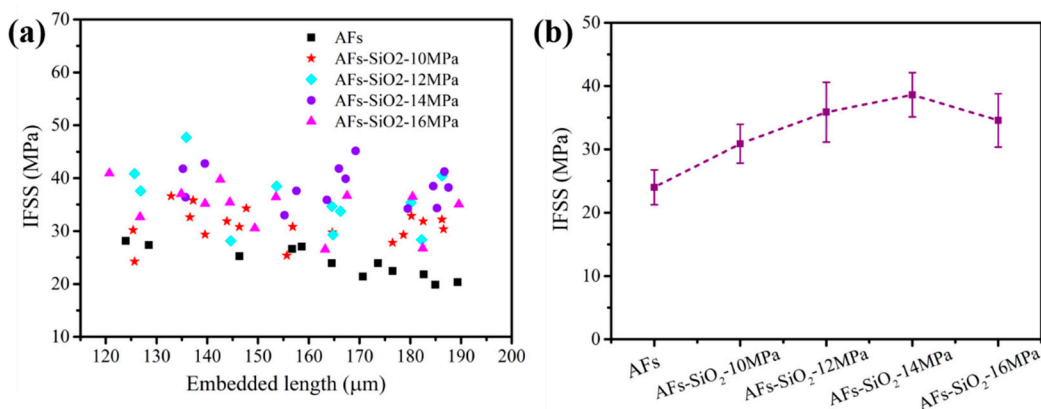 (a)
70
60
50
40
30
20
10
IFSS (MPa)
AFs
AFs-SiO2-10MPa
AFs-SiO2-12MPa
AFs-SiO2-14MPa
AFs-SiO2-16MPa
120 130 140 150 160 170 180 190 200
Embedded length (μm)
(b)
50
40
30
20
10
0
IFSS (MPa)
AFs
AFs-SiO₂-10MPa
AFs-SiO₂-12MPa
AFs-SiO₂-14MPa
AFs-SiO₂-16MPa